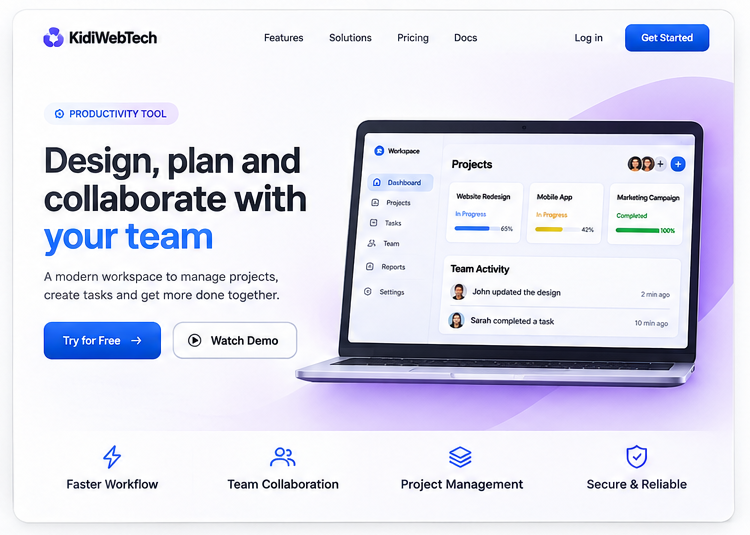 KidiWebTech
Features
Solutions
Pricing
Docs
Log in
Get Started
PRODUCTIVITY TOOL
Design, plan and
collaborate with
your team
A modern workspace to manage projects,
create tasks and get more done together.
Try for Free
Watch Demo
Workspace
Dashboard
Projects
Tasks
Team
Reports
Settings
Projects
Website Redesign
In Progress
65%
Mobile App
In Progress
42%
Marketing Campaign
Completed
100%
Team Activity
John updated the design
2 min ago
Sarah completed a task
10 min ago
Faster Workflow
Team Collaboration
Project Management
Secure & Reliable